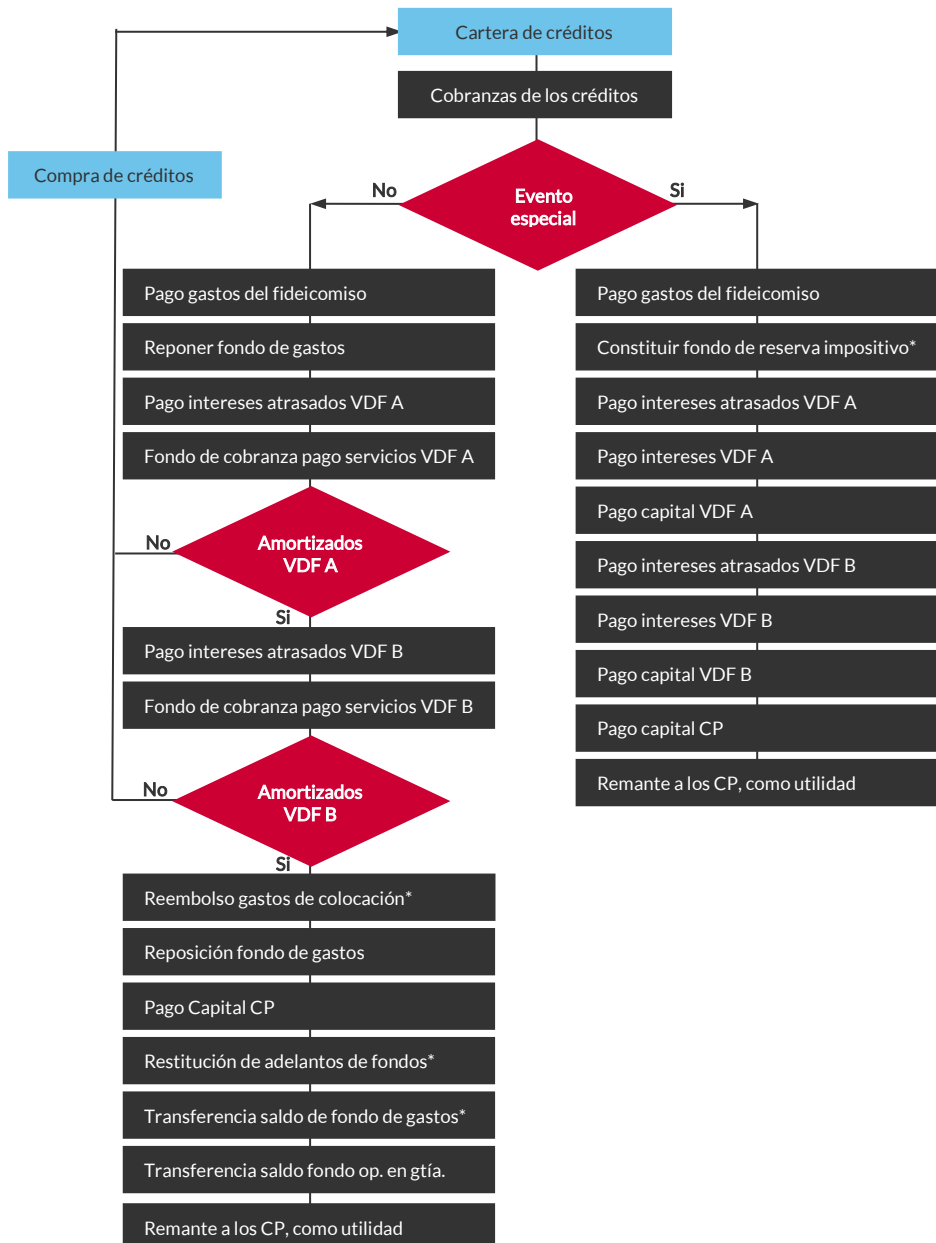 Cartera de créditos
Cobranzas de los créditos
Compra de créditos
No
Evento
especial
Si
Pago gastos del fideicomiso
Reponer fondo de gastos
Pago intereses atrasados VDF A
Fondo de cobranza pago servicios VDF A
No
Amortizados
VDF A
Si
Pago intereses atrasados VDF B
Fondo de cobranza pago servicios VDF B
No
Amortizados
VDF B
Si
Reembolso gastos de colocación*
Reposición fondo de gastos
Pago Capital CP
Restitución de adelantos de fondos*
Transferencia saldo de fondo de gastos*
Transferencia saldo fondo op. en gtía.
Remante a los CP, como utilidad
Pago gastos del fideicomiso
Constituir fondo de reserva impositivo*
Pago intereses atrasados VDF A
Pago intereses VDF A
Pago capital VDF A
Pago intereses atrasados VDF B
Pago intereses VDF B
Pago capital VDF B
Pago capital CP
Remante a los CP, como utilidad